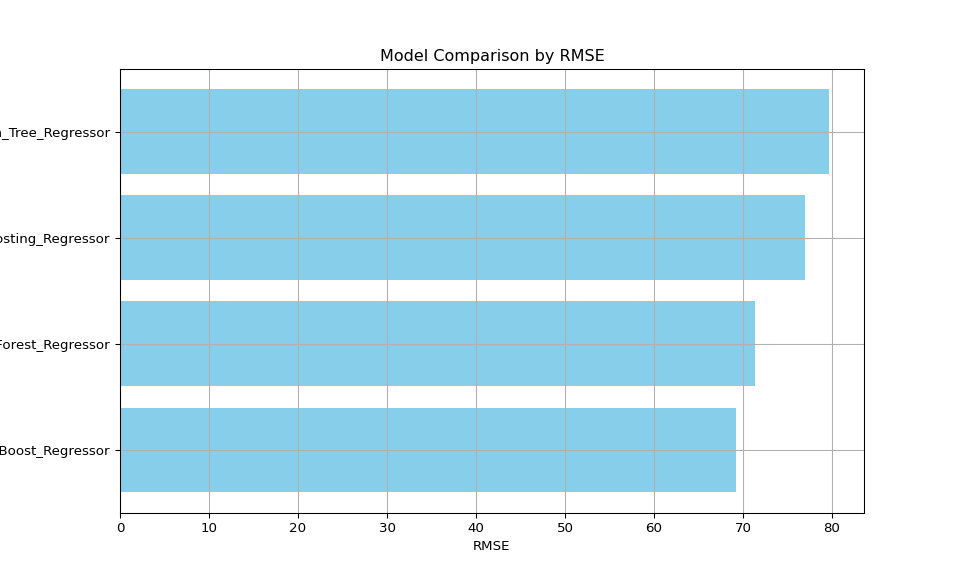 Model Comparison by RMSE
_Tree_Regressor
osting_Regressor
Forest_Regressor
Boost_Regressor
0 10 20 30 40 50 60 70 80
RMSE